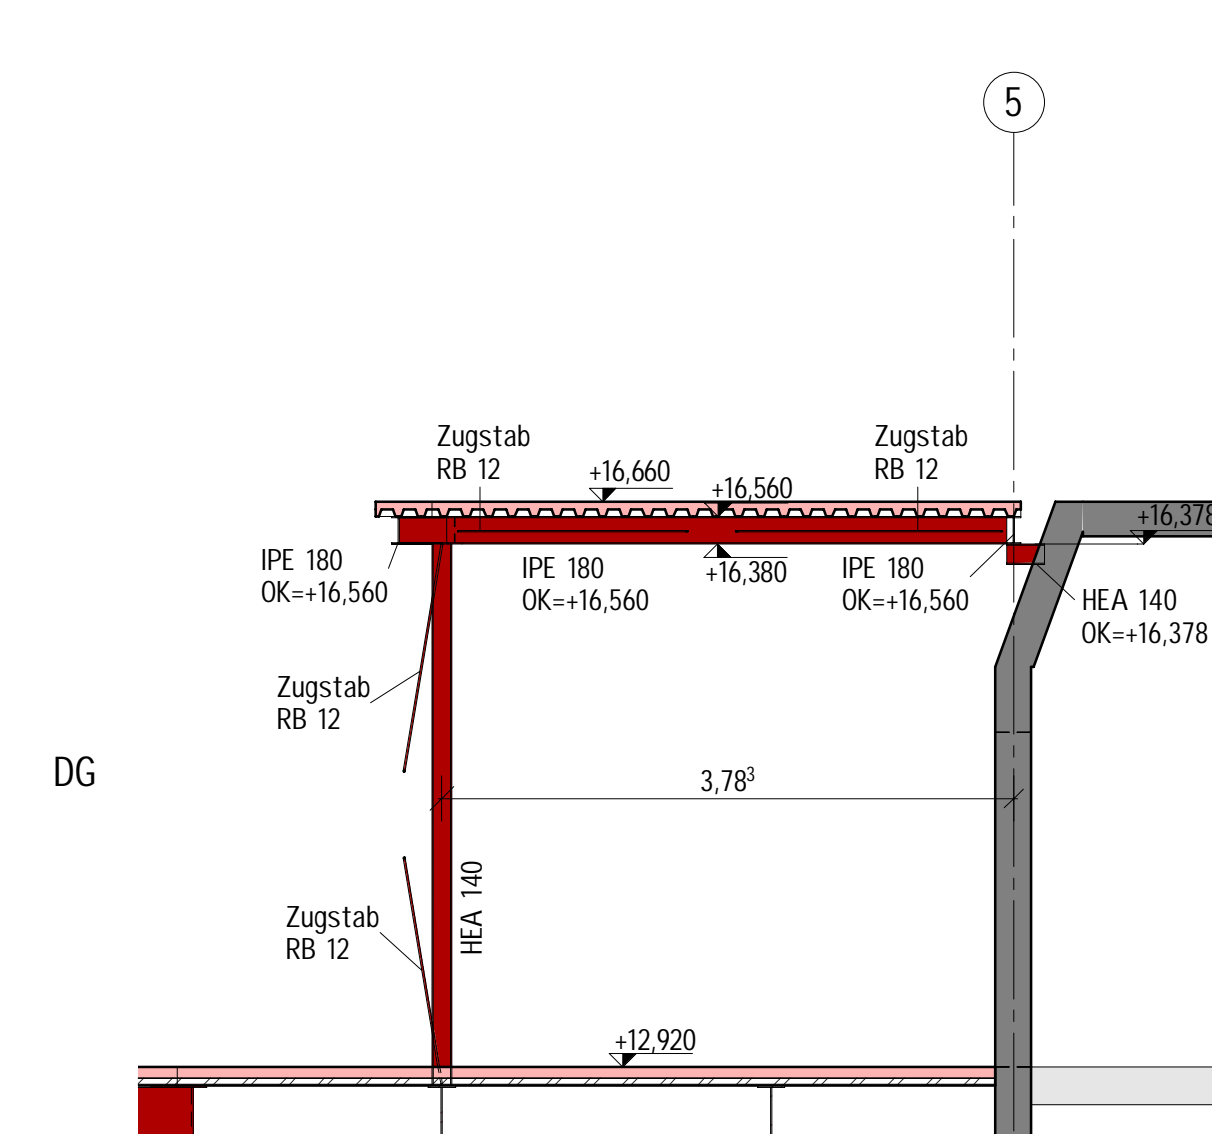 5
Zugstab
RB 12
Zugstab
RB 12
+16,660
+16,560
+16,378
IPE 180
OK=+16,560
IPE 180
OK=+16,560
+16,380
IPE 180
OK=+16,560
HEA 140
OK=+16,378
Zugstab
RB 12
DG
3,78³
HEA 140
Zugstab
RB 12
+12,920